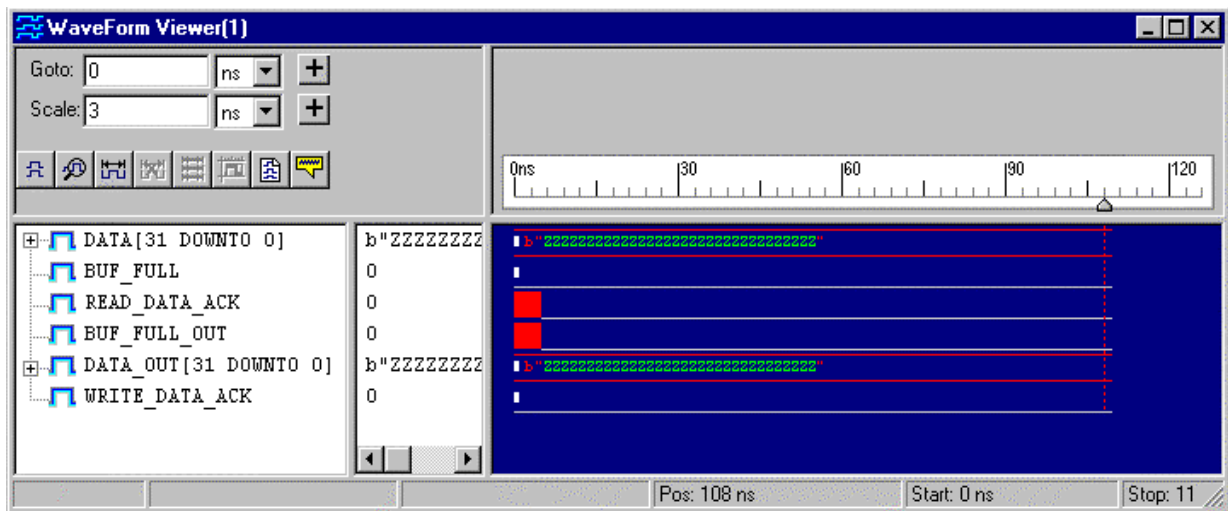 WaveForm Viewer(1)
Goto: 0 ns +
Scale: 3 ns +
0ns 30 60 90 120
DATA[31 DOWNTO 0] b"ZZZZZZZZ b"ZZZZZZZZZZZZZZZZZZZZZZZZZZZZZZZZ"
BUF_FULL 0
READ_DATA_ACK 0
BUF_FULL_OUT 0
DATA_OUT[31 DOWNTO 0] b"ZZZZZZZZ b"ZZZZZZZZZZZZZZZZZZZZZZZZZZZZZZZZ"
WRITE_DATA_ACK 0
Pos: 108 ns Start: 0 ns Stop: 11